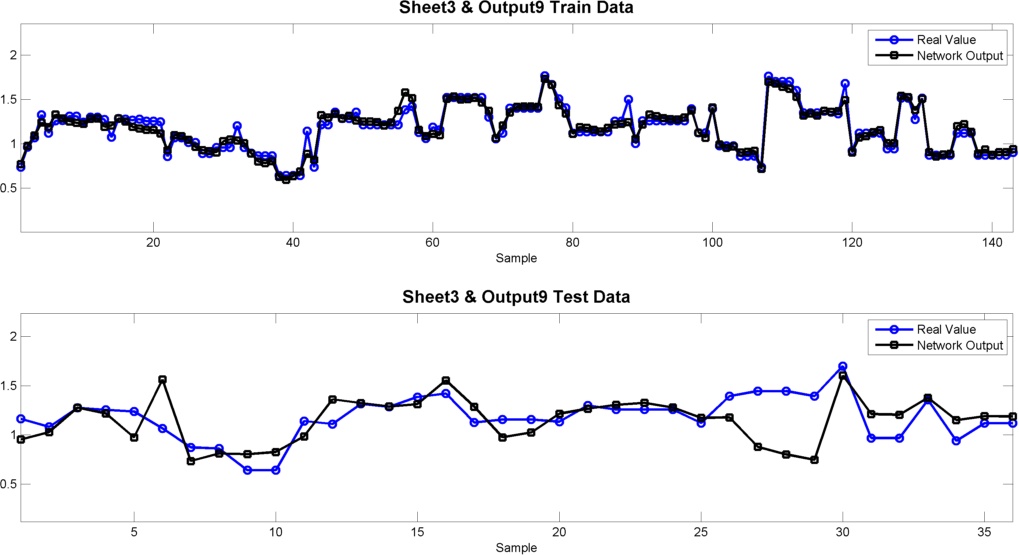 Sheet3 & Output9 Train Data
Real Value
Network Output
2
1.5
1
0.5
20 40 60 80 100 120 140
Sample
Sheet3 & Output9 Test Data
Real Value
Network Output
2
1.5
1
0.5
5 10 15 20 25 30 35
Sample